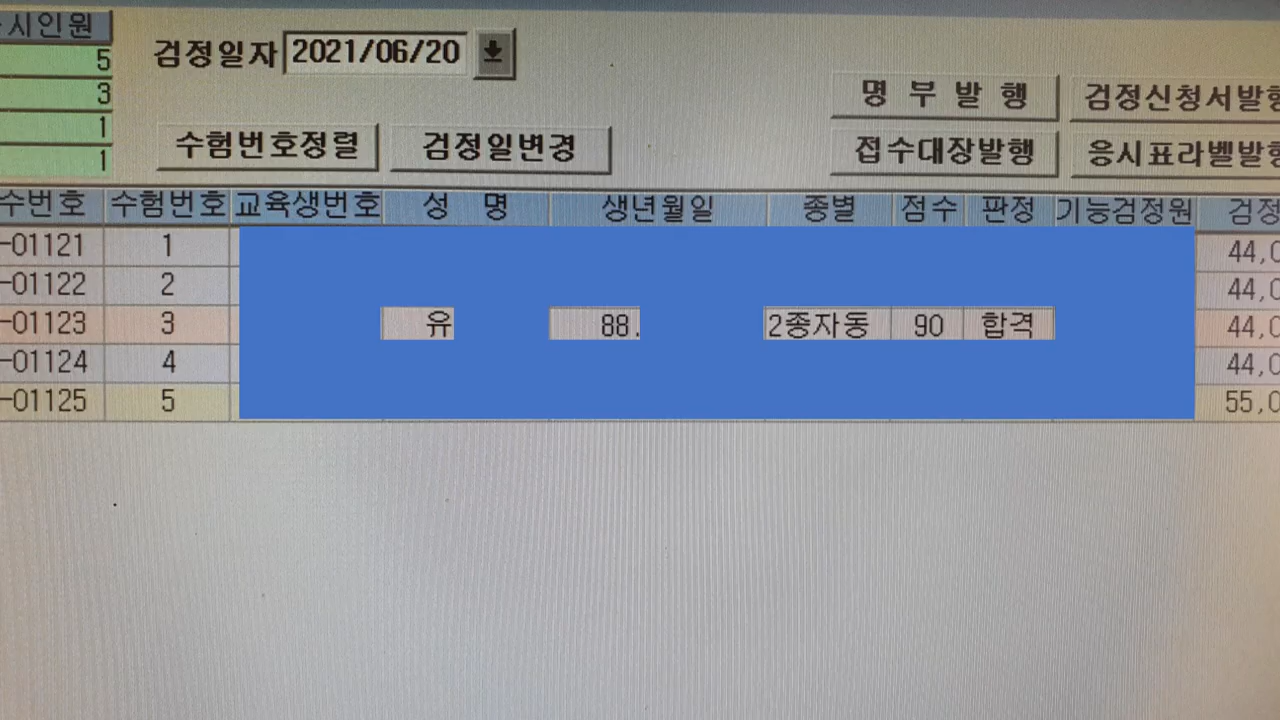 시인원
5
3
1
1
검정일자 2021/06/20
명 부 발 행
검정신청서발행
수험번호정렬
검정일변경
접수대장발행
응시표라벨발행
수번호 수험번호 교육생번호 성 명 생년월일 종별 점수 판정 기능검정원 검정
-01121 1 44,0
-01122 2 44,0
-01123 3 유 88. 2종자동 90 합격 44,0
-01124 4 44,0
-01125 5 55,0